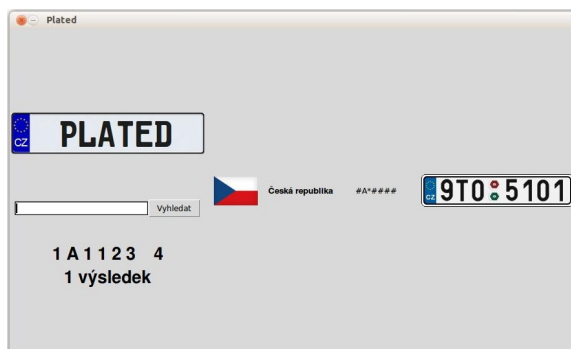 Plated
CZ PLATED
Česká republika #A*####
CZ 9T0 5101
Vyhledat
1 A 1 1 2 3 4
1 výsledek